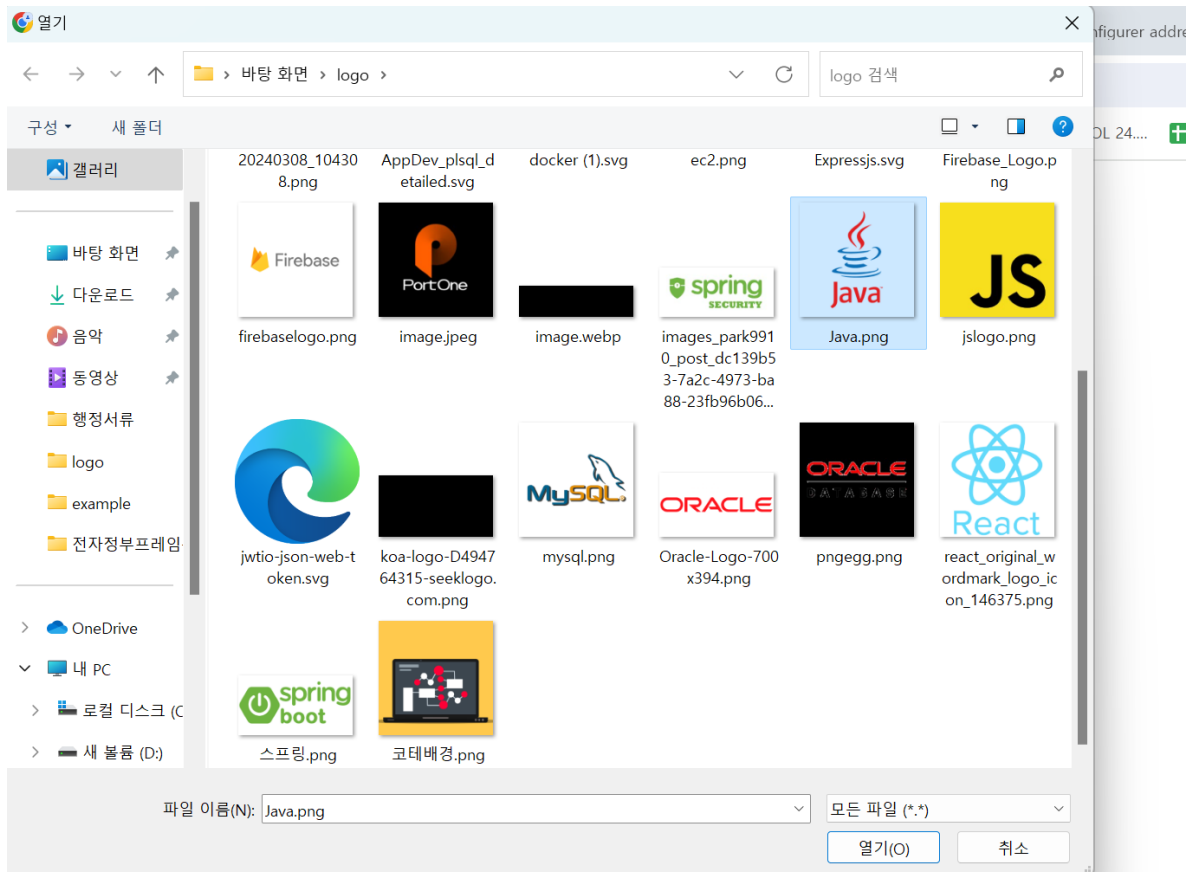 열기
nfigurer addre
바탕 화면 > logo >
logo 검색
구성
새 폴더
OL 24....
갤러리
바탕 화면
다운로드
음악
동영상
행정서류
logo
example
전자정부프레임
OneDrive
내 PC
로컬 디스크 (C
새 볼륨 (D:)
20240308_10430
8.png
AppDev_plsql_d
etailed.svg
docker (1).svg
ec2.png
Expressjs.svg
Firebase_Logo.p
ng
Firebase
PortOne
spring
SECURITY
Java
JS
firebaselogo.png
image.jpeg
image.webp
images_park991
0_post_dc139b5
3-7a2c-4973-ba
88-23fb96b06...
Java.png
jslogo.png
MySQL.
ORACLE
ORACLE
DATABASE
React
jwtio-json-web-t
oken.svg
koa-logo-D4947
64315-seeklogo.
com.png
mysql.png
Oracle-Logo-700
x394.png
pngegg.png
react_original_w
ordmark_logo_ic
on_146375.png
spring
boot
스프링.png
코테배경.png
파일 이름(N):
Java.png
모든 파일 (*.*)
열기(O)
취소